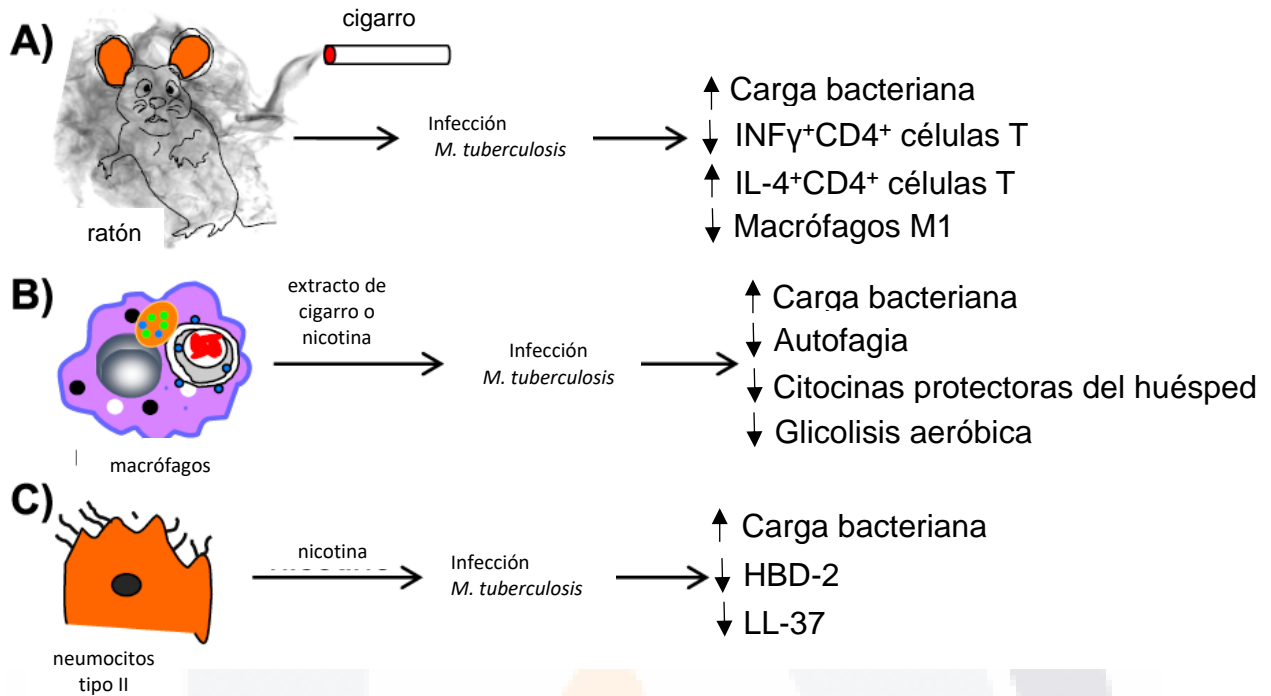 A)
cigarro
ratón
Infección
M. tuberculosis
↑ Carga bacteriana
↓ INFγ⁺CD4⁺ células T
↑ IL-4⁺CD4⁺ células T
↓ Macrófagos M1
B)
extracto de
cigarro o
nicotina
macrófagos
Infección
M. tuberculosis
↑ Carga bacteriana
↓ Autofagia
↓ Citocinas protectoras del huésped
↓ Glicolisis aeróbica
C)
nicotina
neumocitos
tipo II
Infección
M. tuberculosis
↑ Carga bacteriana
↓ HBD-2
↓ LL-37